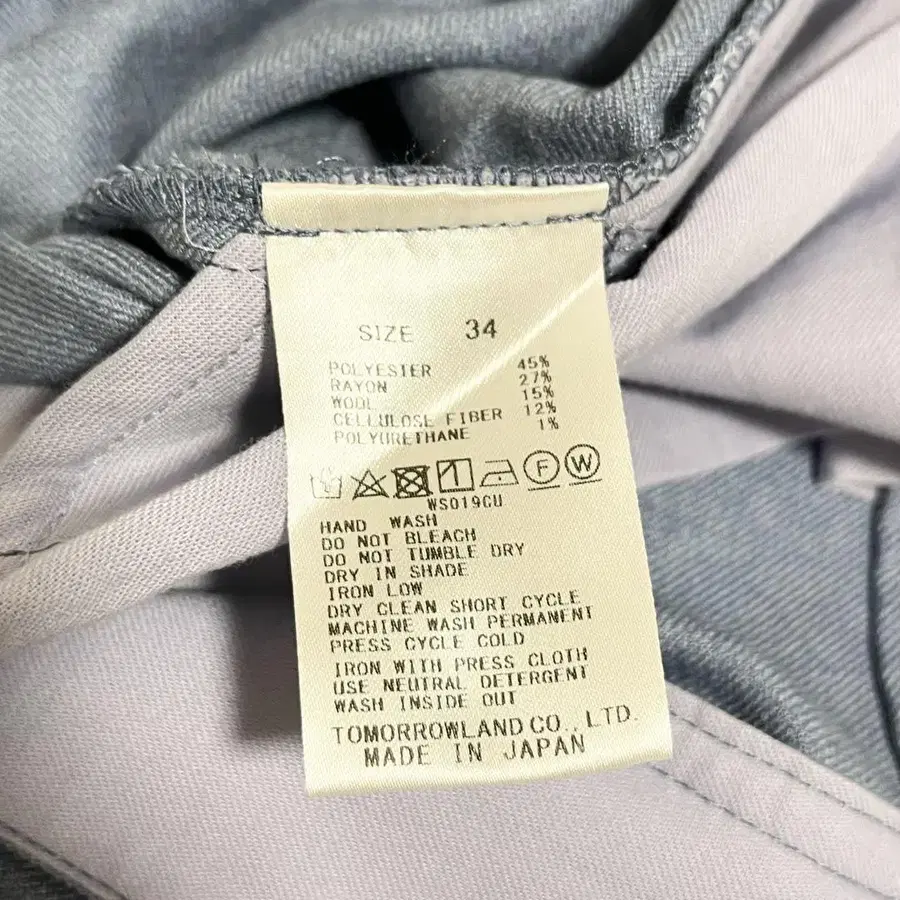 SIZE 34
POLYESTER 45%
RAYON 27%
WOOL 15%
CELLULOSE FIBER 12%
POLYURETHANE 1%
F W
WS019CU
HAND WASH
DO NOT BLEACH
DO NOT TUMBLE DRY
DRY IN SHADE
IRON LOW
DRY CLEAN SHORT CYCLE
MACHINE WASH PERMANENT
PRESS CYCLE COLD
IRON WITH PRESS CLOTH
USE NEUTRAL DETERGENT
WASH INSIDE OUT
TOMORROWLAND CO., LTD.
MADE IN JAPAN